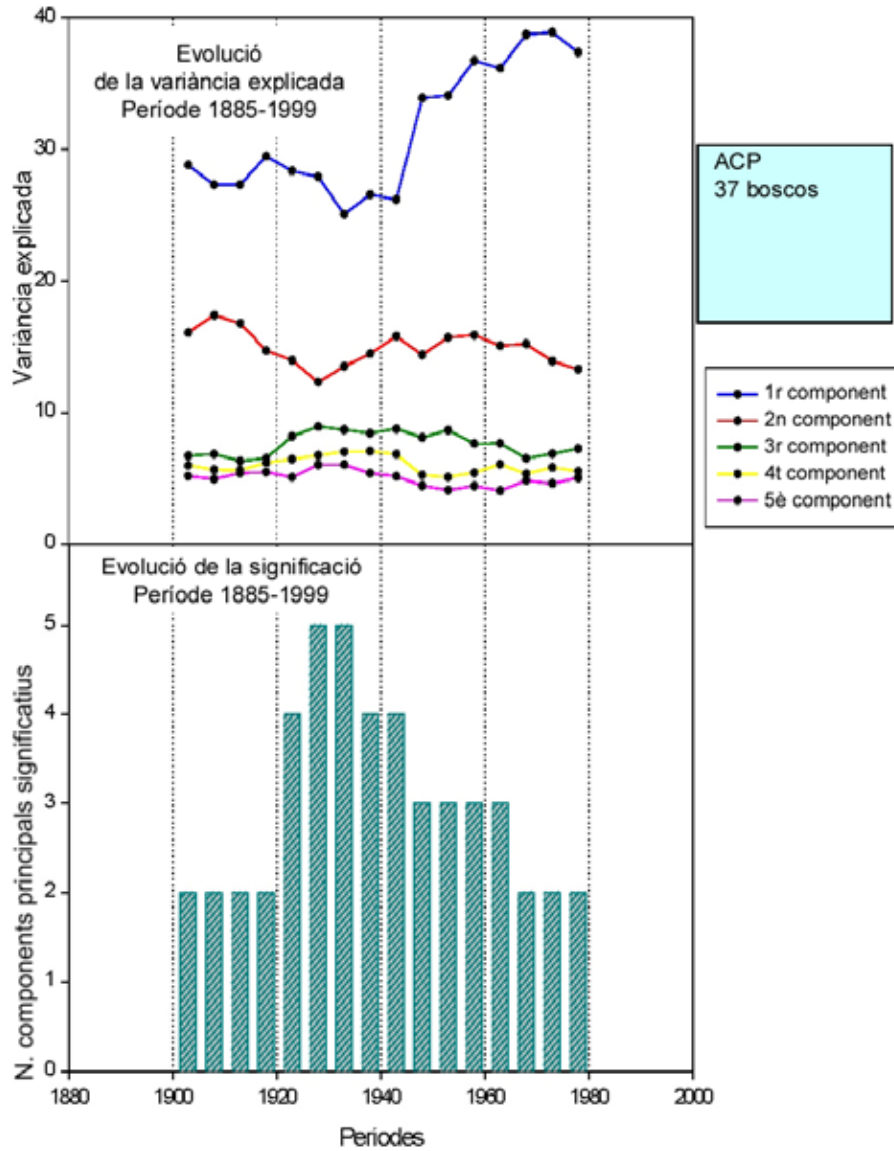 40
30
20
10
0
Variància explicada
Evolució
de la variància explicada
Període 1885-1999
ACP
37 boscos
1r component
2n component
3r component
4t component
5è component
Evolució de la significació
Període 1885-1999
5
4
3
2
1
0
N. components principals significatius
1880
1900
1920
1940
1960
1980
2000
Períodes